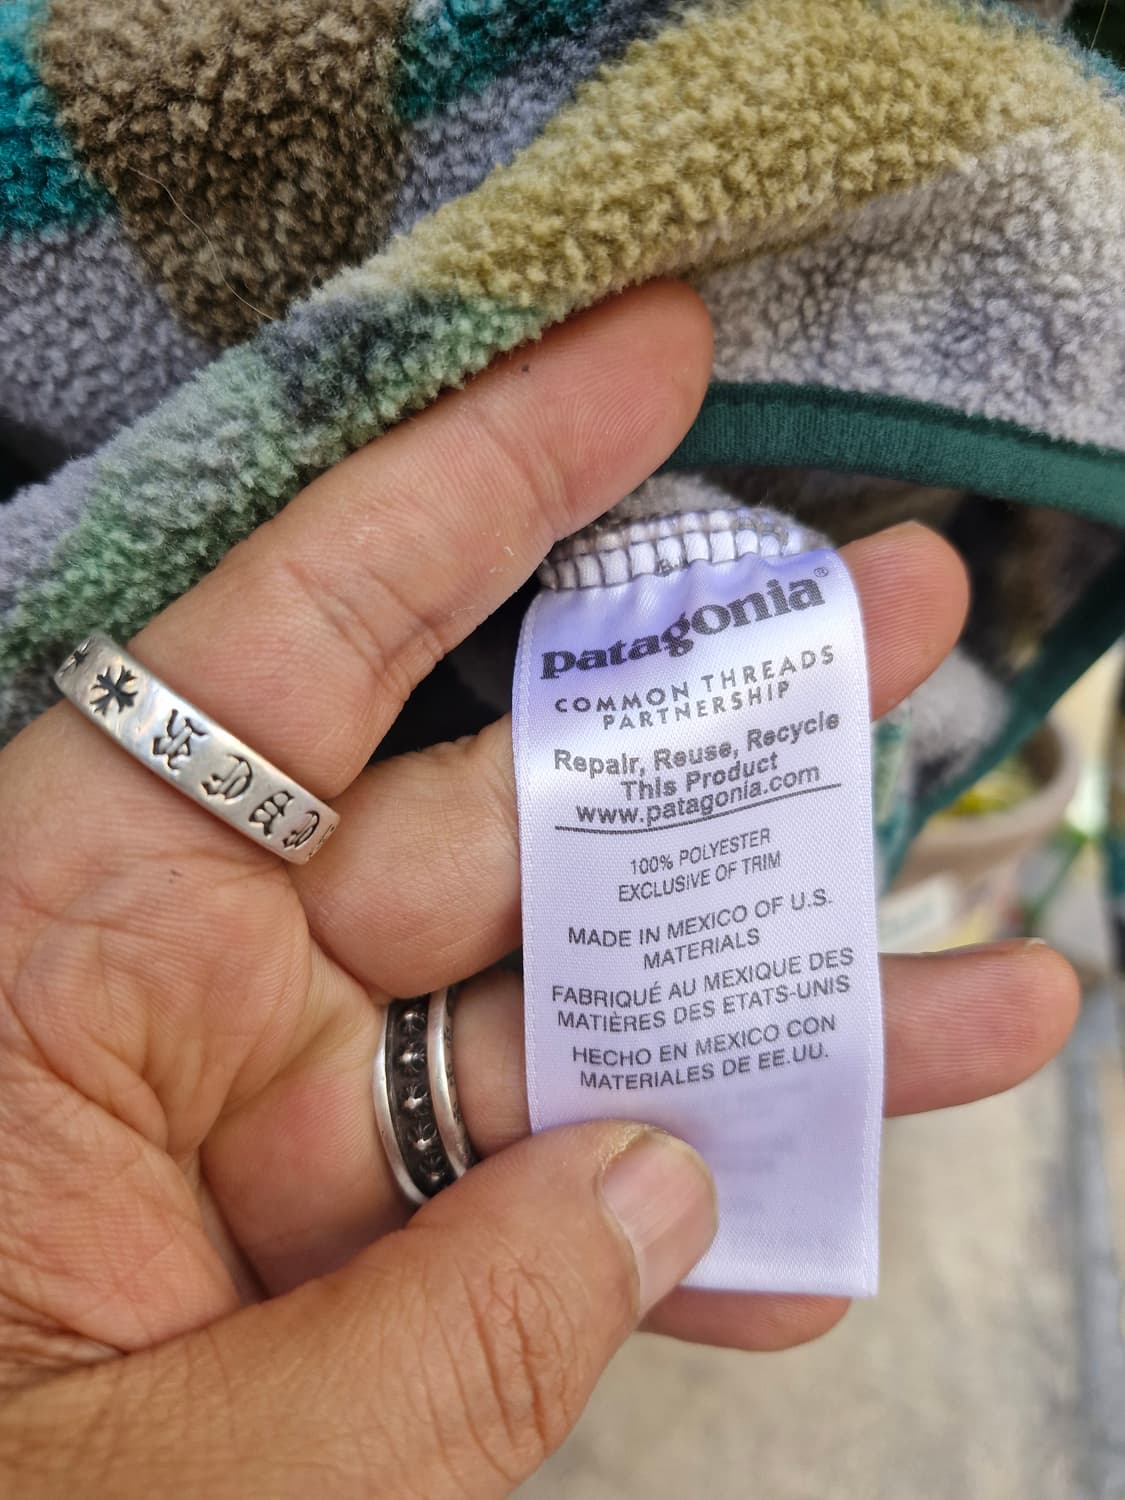 patagonia®
COMMON THREADS
PARTNERSHIP
Repair, Reuse, Recycle
This Product
www.patagonia.com
100% POLYESTER
EXCLUSIVE OF TRIM
MADE IN MEXICO OF U.S.
MATERIALS
FABRIQUÉ AU MEXIQUE DES
MATIÈRES DES ETATS-UNIS
HECHO EN MEXICO CON
MATERIALES DE EE.UU.